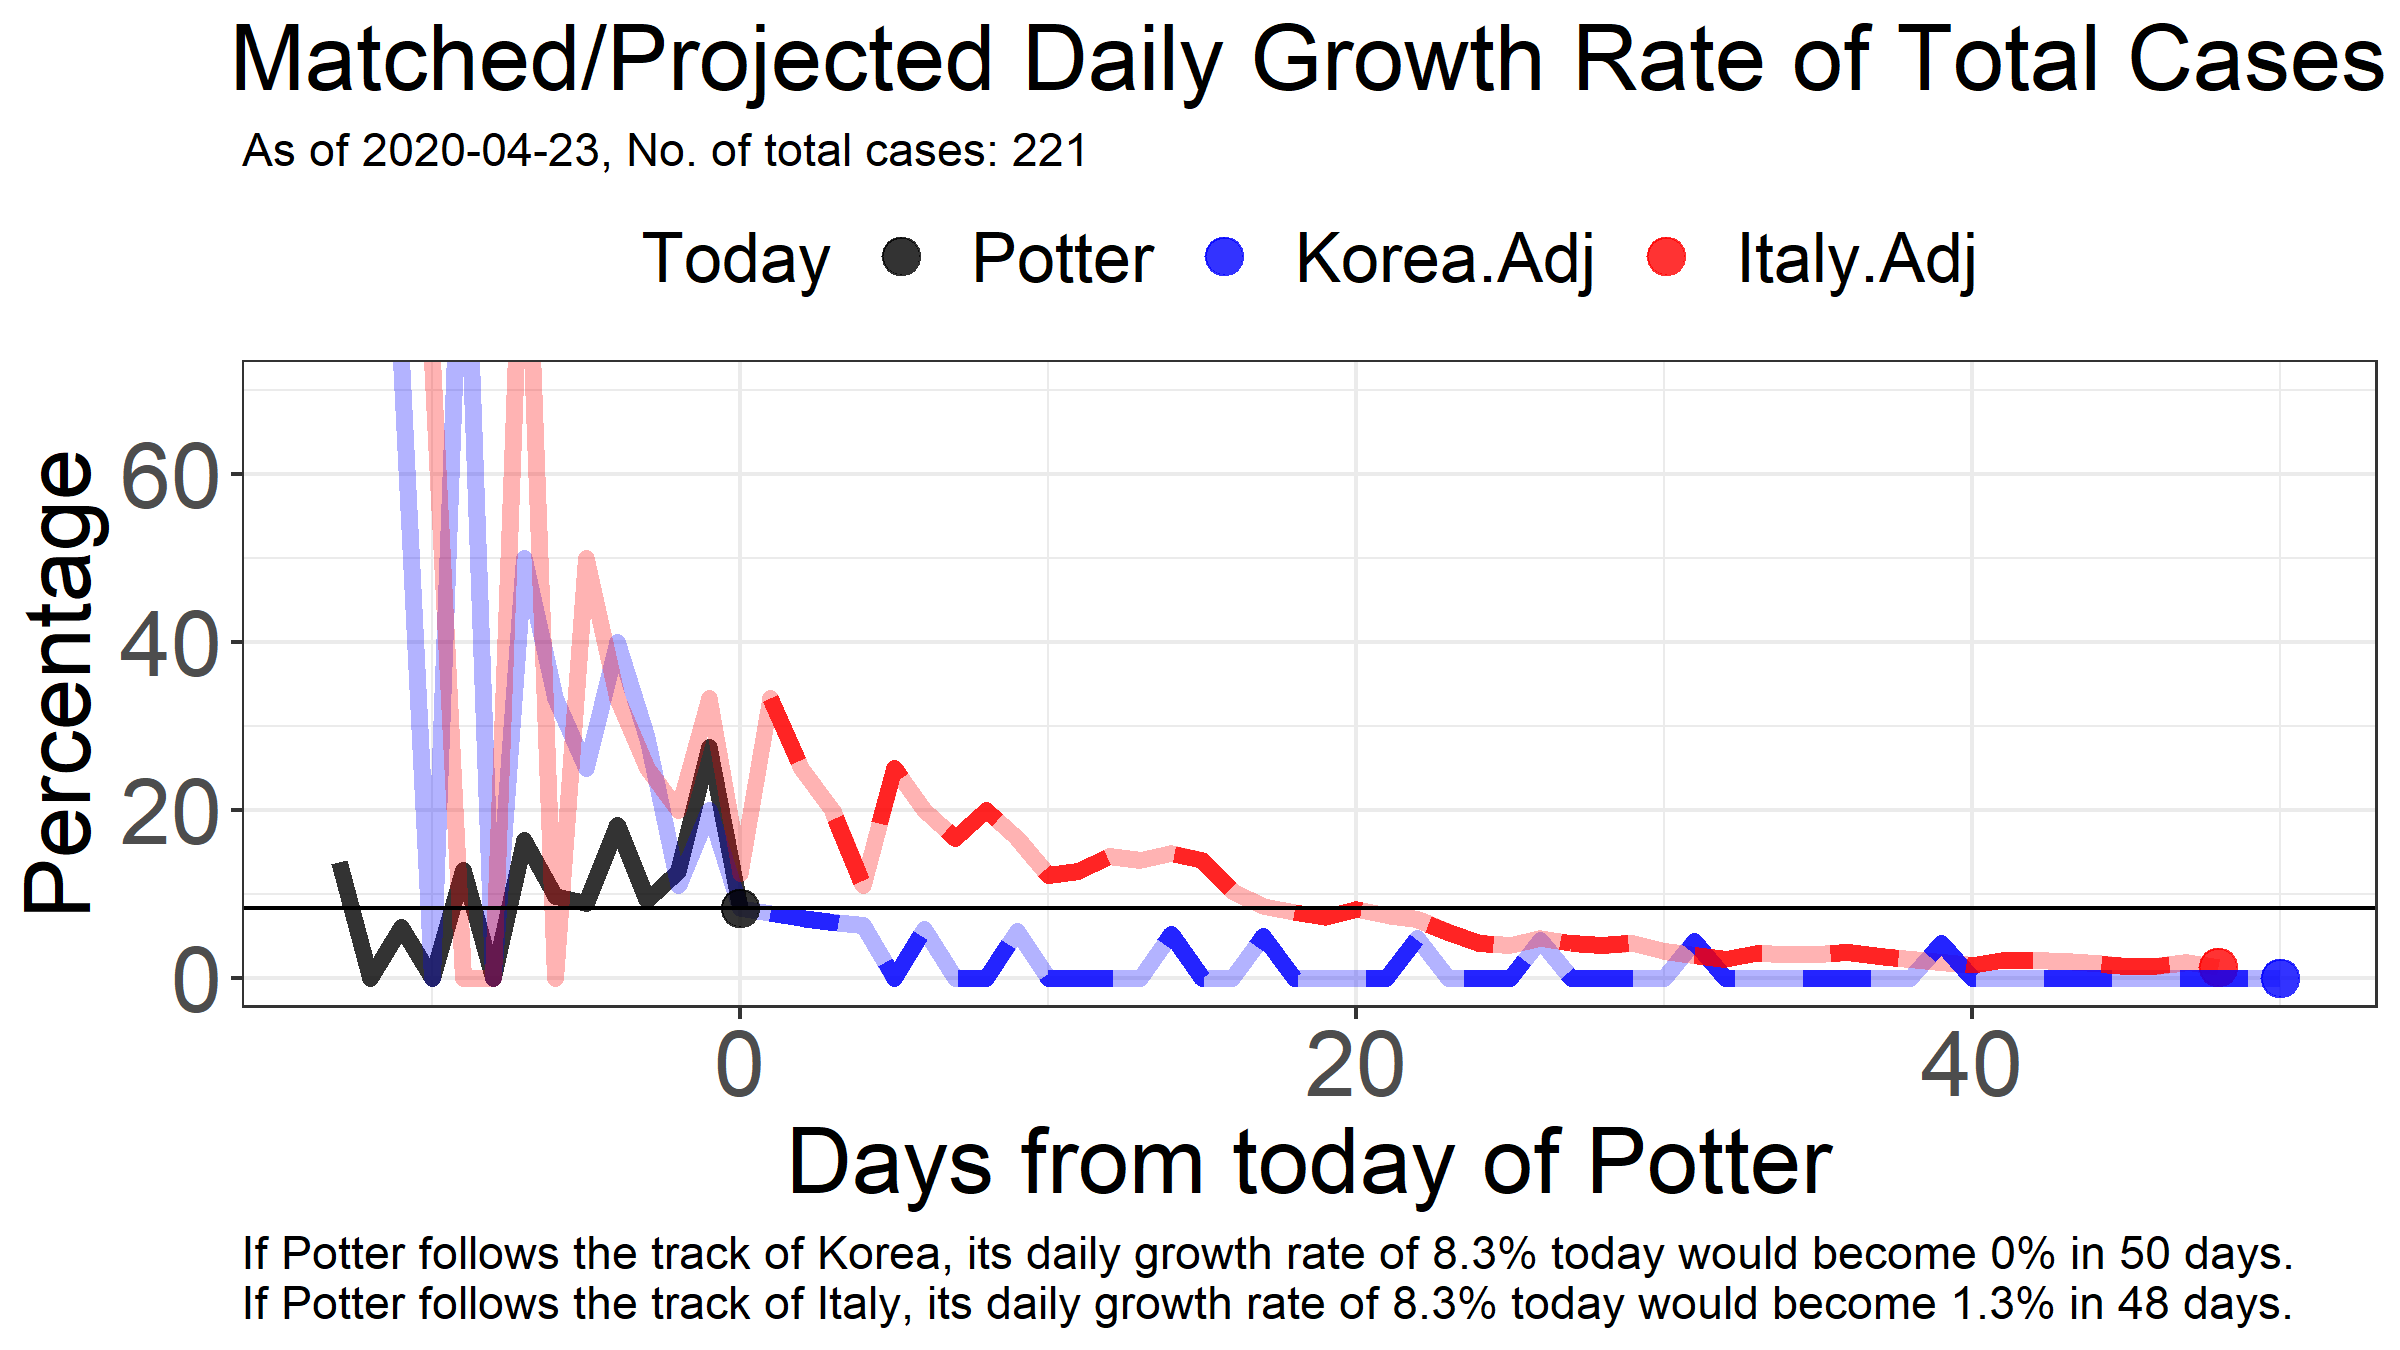 Matched/Projected Daily Growth Rate of Total Cases
As of 2020-04-23, No. of total cases: 221
Today Potter Korea.Adj Italy.Adj
Percentage
60
40
20
0
0 20 40
Days from today of Potter
If Potter follows the track of Korea, its daily growth rate of 8.3% today would become 0% in 50 days.
If Potter follows the track of Italy, its daily growth rate of 8.3% today would become 1.3% in 48 days.